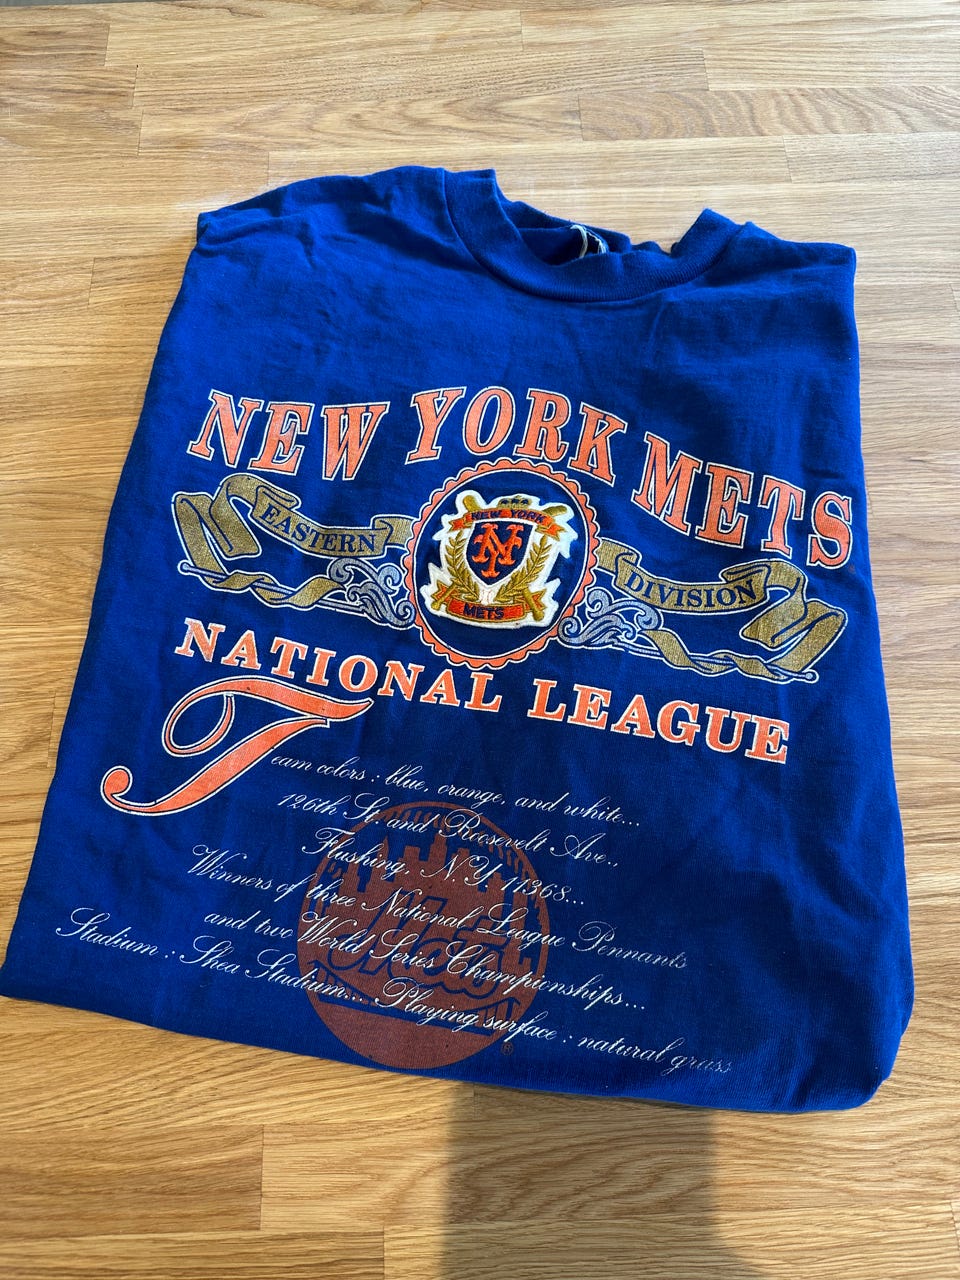 NEW YORK METS
EASTERN
DIVISION
NEW YORK
NY
METS
NATIONAL LEAGUE
Team colors : blue, orange, and white...
126th St. and Roosevelt Ave.,
Flushing, N.Y 11368...
Winners of three National League Pennants
and two World Series Championships...
Stadium : Shea Stadium... Playing surface : natural grass
Mets
®